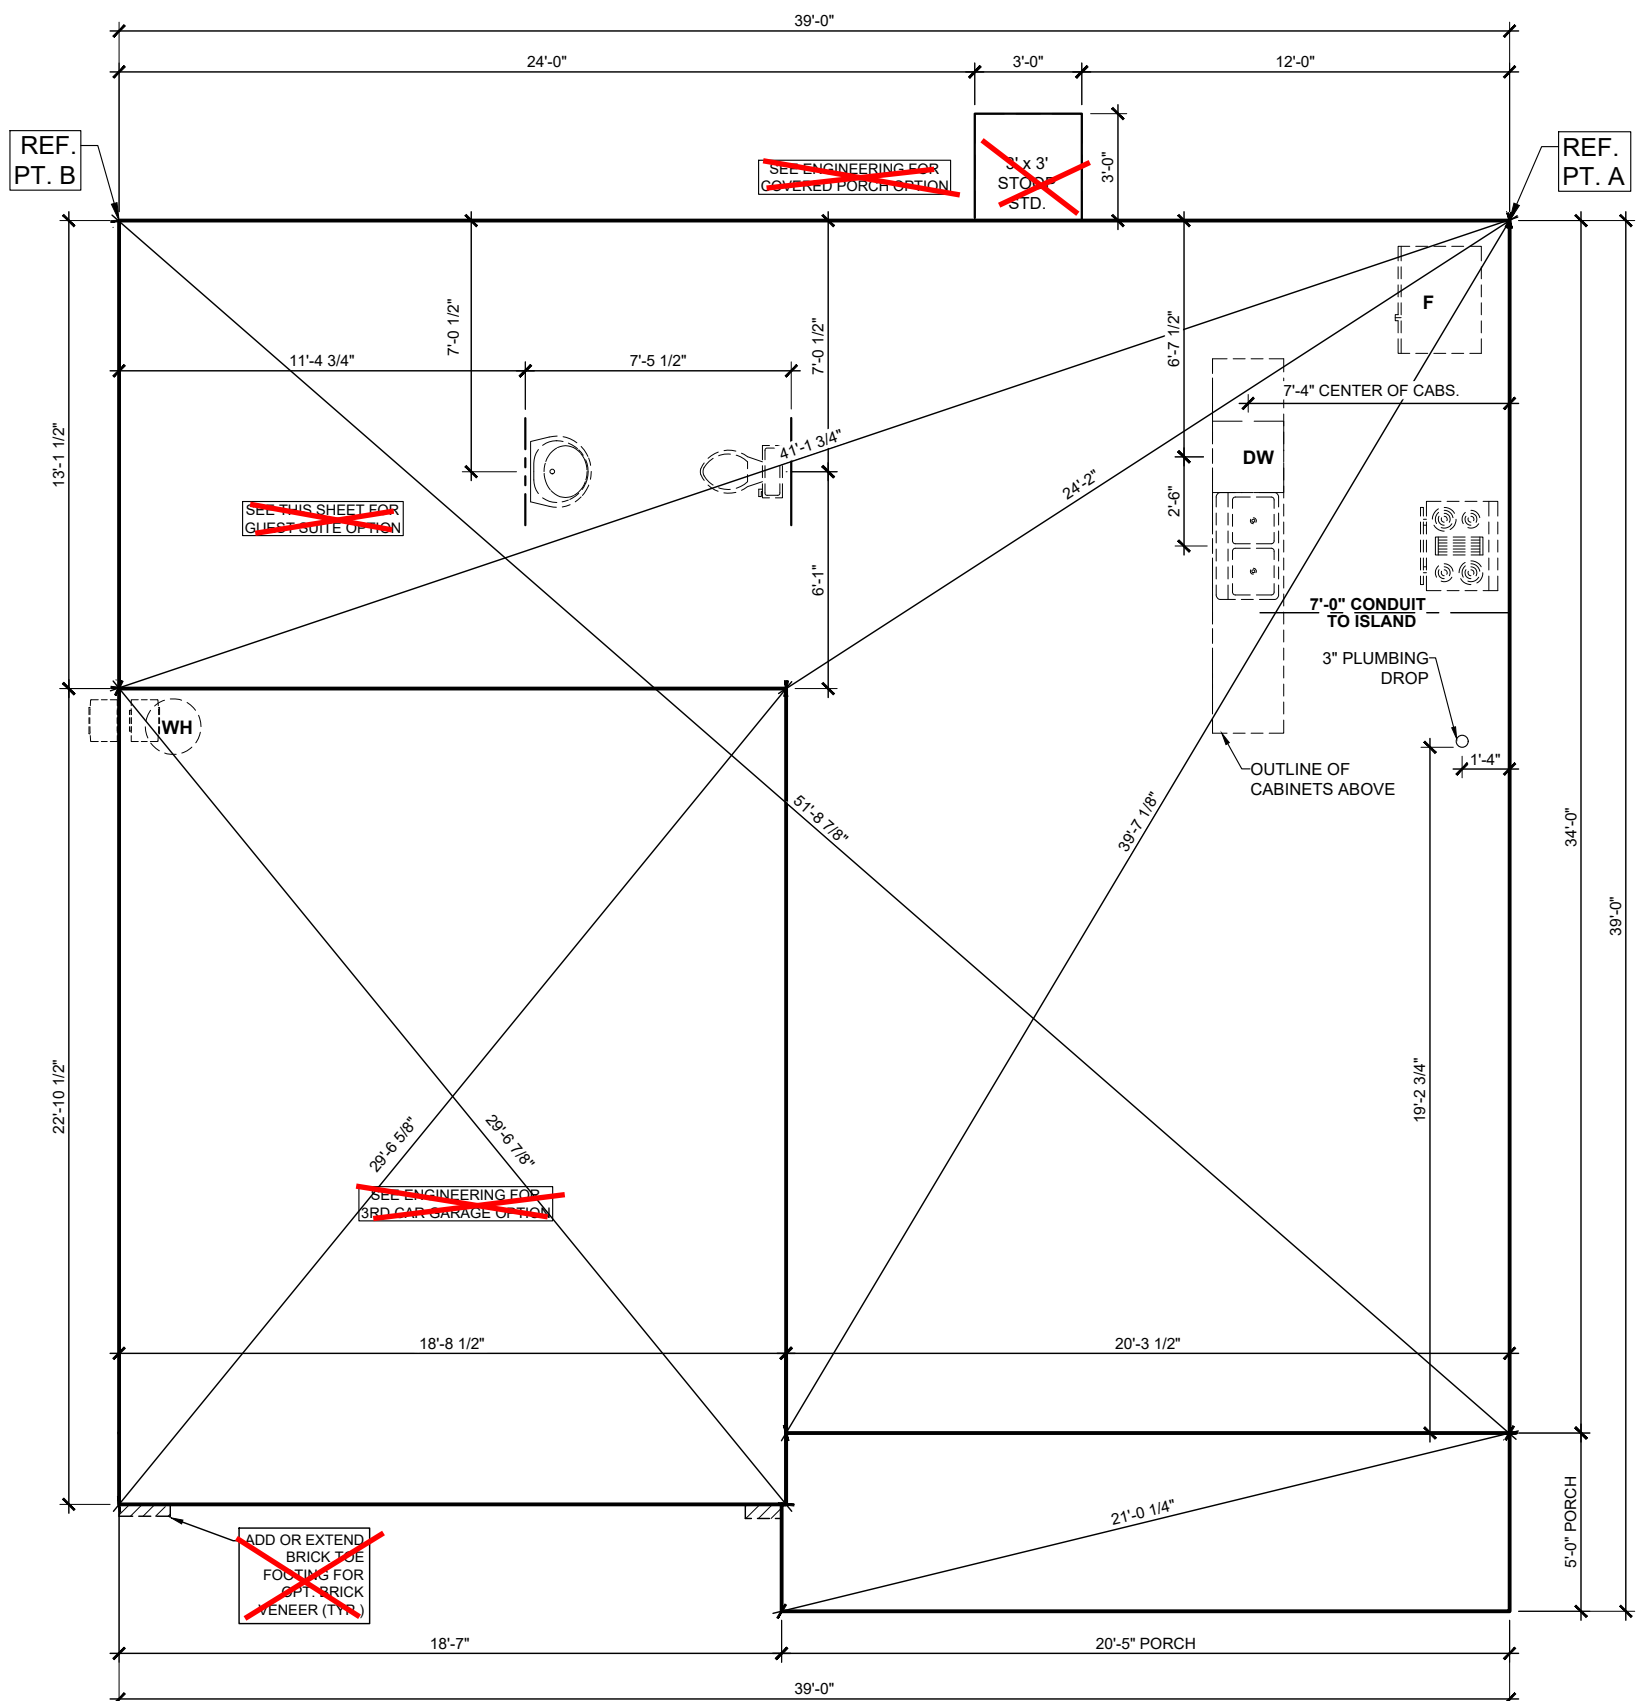 39'-0"
24'-0"
3'-0"
12'-0"
REF.
PT. B
SEE ENGINEERING FOR
COVERED PORCH OPTION
3' x 3'
STOOP
STD.
3'-0"
REF.
PT. A
7'-0 1/2"
7'-0 1/2"
6'-7 1/2"
F
11'-4 3/4"
7'-5 1/2"
7'-4" CENTER OF CABS.
13'-1 1/2"
41'-1 3/4"
24'-2"
DW
2'-6"
SEE THIS SHEET FOR
GUEST SUITE OPTION
S
S
6'-1"
7'-0" CONDUIT
TO ISLAND
3" PLUMBING
DROP
WH
1'-4"
OUTLINE OF
CABINETS ABOVE
51'-8 7/8"
39'-7 1/8"
34'-0"
39'-0"
22'-10 1/2"
19'-2 3/4"
29'-6 5/8"
29'-6 7/8"
SEE ENGINEERING FOR
3RD CAR GARAGE OPTION
18'-8 1/2"
20'-3 1/2"
21'-0 1/4"
5'-0" PORCH
ADD OR EXTEND
BRICK TOE
FOOTING FOR
OPT. BRICK
VENEER (TYP.)
18'-7"
20'-5" PORCH
39'-0"